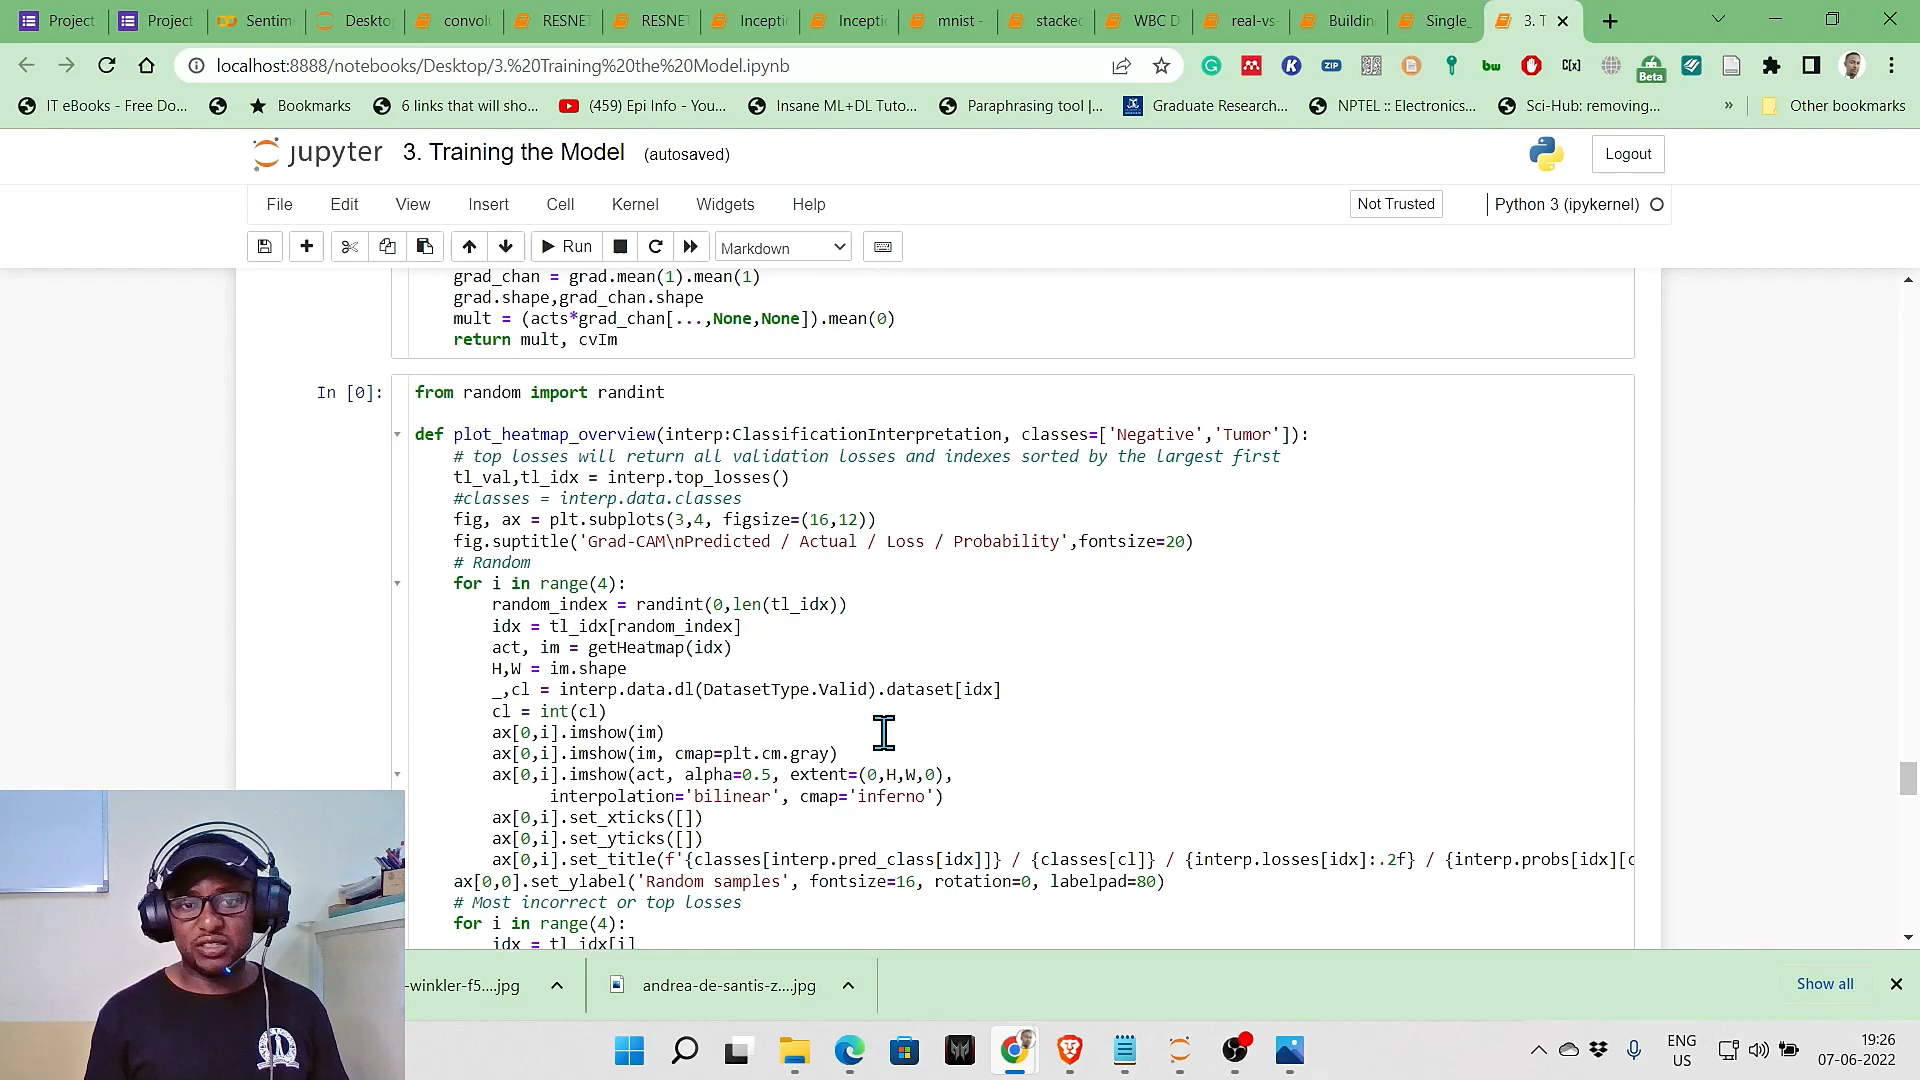 Project
Project
Sentim
Deskto
convol
RESNE
RESNE
Incepti
Incepti
mnist -
stacked
WBC D
real-vs-
Building
Single_
3. T
localhost:8888/notebooks/Desktop/3.%20Training%20the%20Model.ipynb
Beta
IT eBooks - Free Do...
Bookmarks
6 links that will sho...
(459) Epi Info - You...
Insane ML+DL Tuto...
Paraphrasing tool |...
Graduate Research...
NPTEL :: Electronics...
Sci-Hub: removing...
»
Other bookmarks
jupyter 3. Training the Model (autosaved)
Logout
File Edit View Insert Cell Kernel Widgets Help
Not Trusted
Python 3 (ipykernel)
Run
Markdown
grad_chan = grad.mean(1).mean(1)
grad.shape,grad_chan.shape
mult = (acts*grad_chan[...,None,None]).mean(0)
return mult, cvIm
In [0]:
from random import randint
def plot_heatmap_overview(interp:ClassificationInterpretation, classes=['Negative','Tumor']):
# top losses will return all validation losses and indexes sorted by the largest first
tl_val,tl_idx = interp.top_losses()
#classes = interp.data.classes
fig, ax = plt.subplots(3,4, figsize=(16,12))
fig.suptitle('Grad-CAM\nPredicted / Actual / Loss / Probability',fontsize=20)
# Random
for i in range(4):
random_index = randint(0,len(tl_idx))
idx = tl_idx[random_index]
act, im = getHeatmap(idx)
H,W = im.shape
_,cl = interp.data.dl(DatasetType.Valid).dataset[idx]
cl = int(cl)
ax[0,i].imshow(im)
ax[0,i].imshow(im, cmap=plt.cm.gray)
ax[0,i].imshow(act, alpha=0.5, extent=(0,H,W,0),
interpolation='bilinear', cmap='inferno')
ax[0,i].set_xticks([])
ax[0,i].set_yticks([])
ax[0,i].set_title(f'{classes[interp.pred_class[idx]]} / {classes[cl]} / {interp.losses[idx]:.2f} / {interp.probs[idx][c
ax[0,0].set_ylabel('Random samples', fontsize=16, rotation=0, labelpad=80)
# Most incorrect or top losses
for i in range(4):
idx = tl_idx[i]
-winkler-f5....jpg
andrea-de-santis-z....jpg
Show all
ENG
US
19:26
07-06-2022